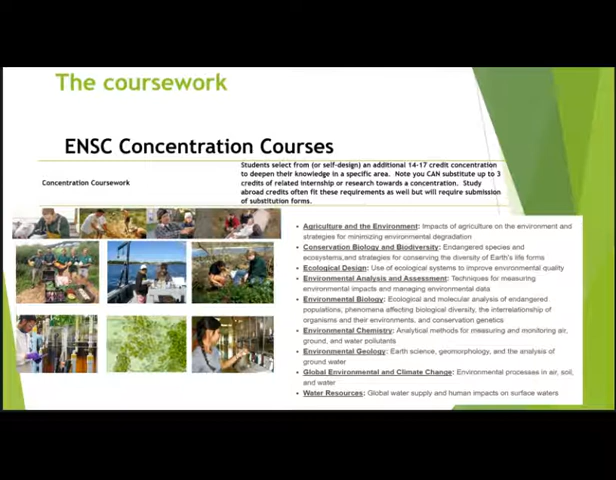 The coursework
ENSC Concentration Courses
Concentration Coursework
Students select from (or self-design) an additional 14-17 credit concentration
to deepen their knowledge in a specific area. Note you CAN substitute up to 3
credits of related internship or research towards a concentration. Study
abroad credits often fit these requirements as well but will require submission
of substitution forms.
• Agriculture and the Environment: Impacts of agriculture on the environment and
strategies for minimizing environmental degradation
• Conservation Biology and Biodiversity: Endangered species and
ecosystems,and strategies for conserving the diversity of Earth's life forms
• Ecological Design: Use of ecological systems to improve environmental quality
• Environmental Analysis and Assessment: Techniques for measuring
environmental impacts and managing environmental data
• Environmental Biology: Ecological and molecular analysis of endangered
populations, phenomena affecting biological diversity, the interrelationship of
organisms and their environments, and conservation genetics
• Environmental Chemistry: Analytical methods for measuring and monitoring air,
ground, and water pollutants
• Environmental Geology: Earth science, geomorphology, and the analysis of
ground water
• Global Environmental and Climate Change: Environmental processes in air, soil,
and water
• Water Resources: Global water supply and human impacts on surface waters